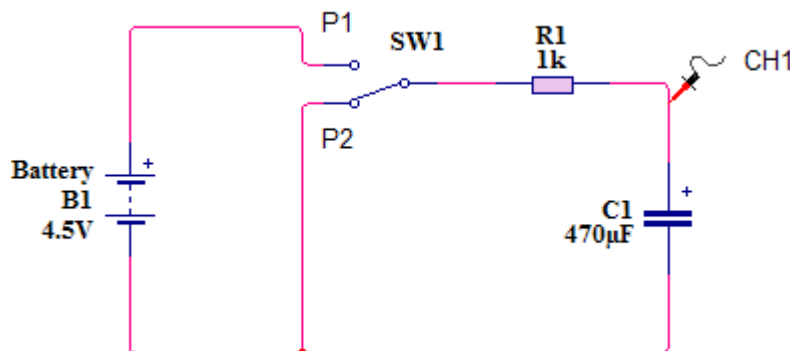 P1
SW1
R1
1k
CH1
P2
Battery
+
B1
4.5V
+
C1
470µF